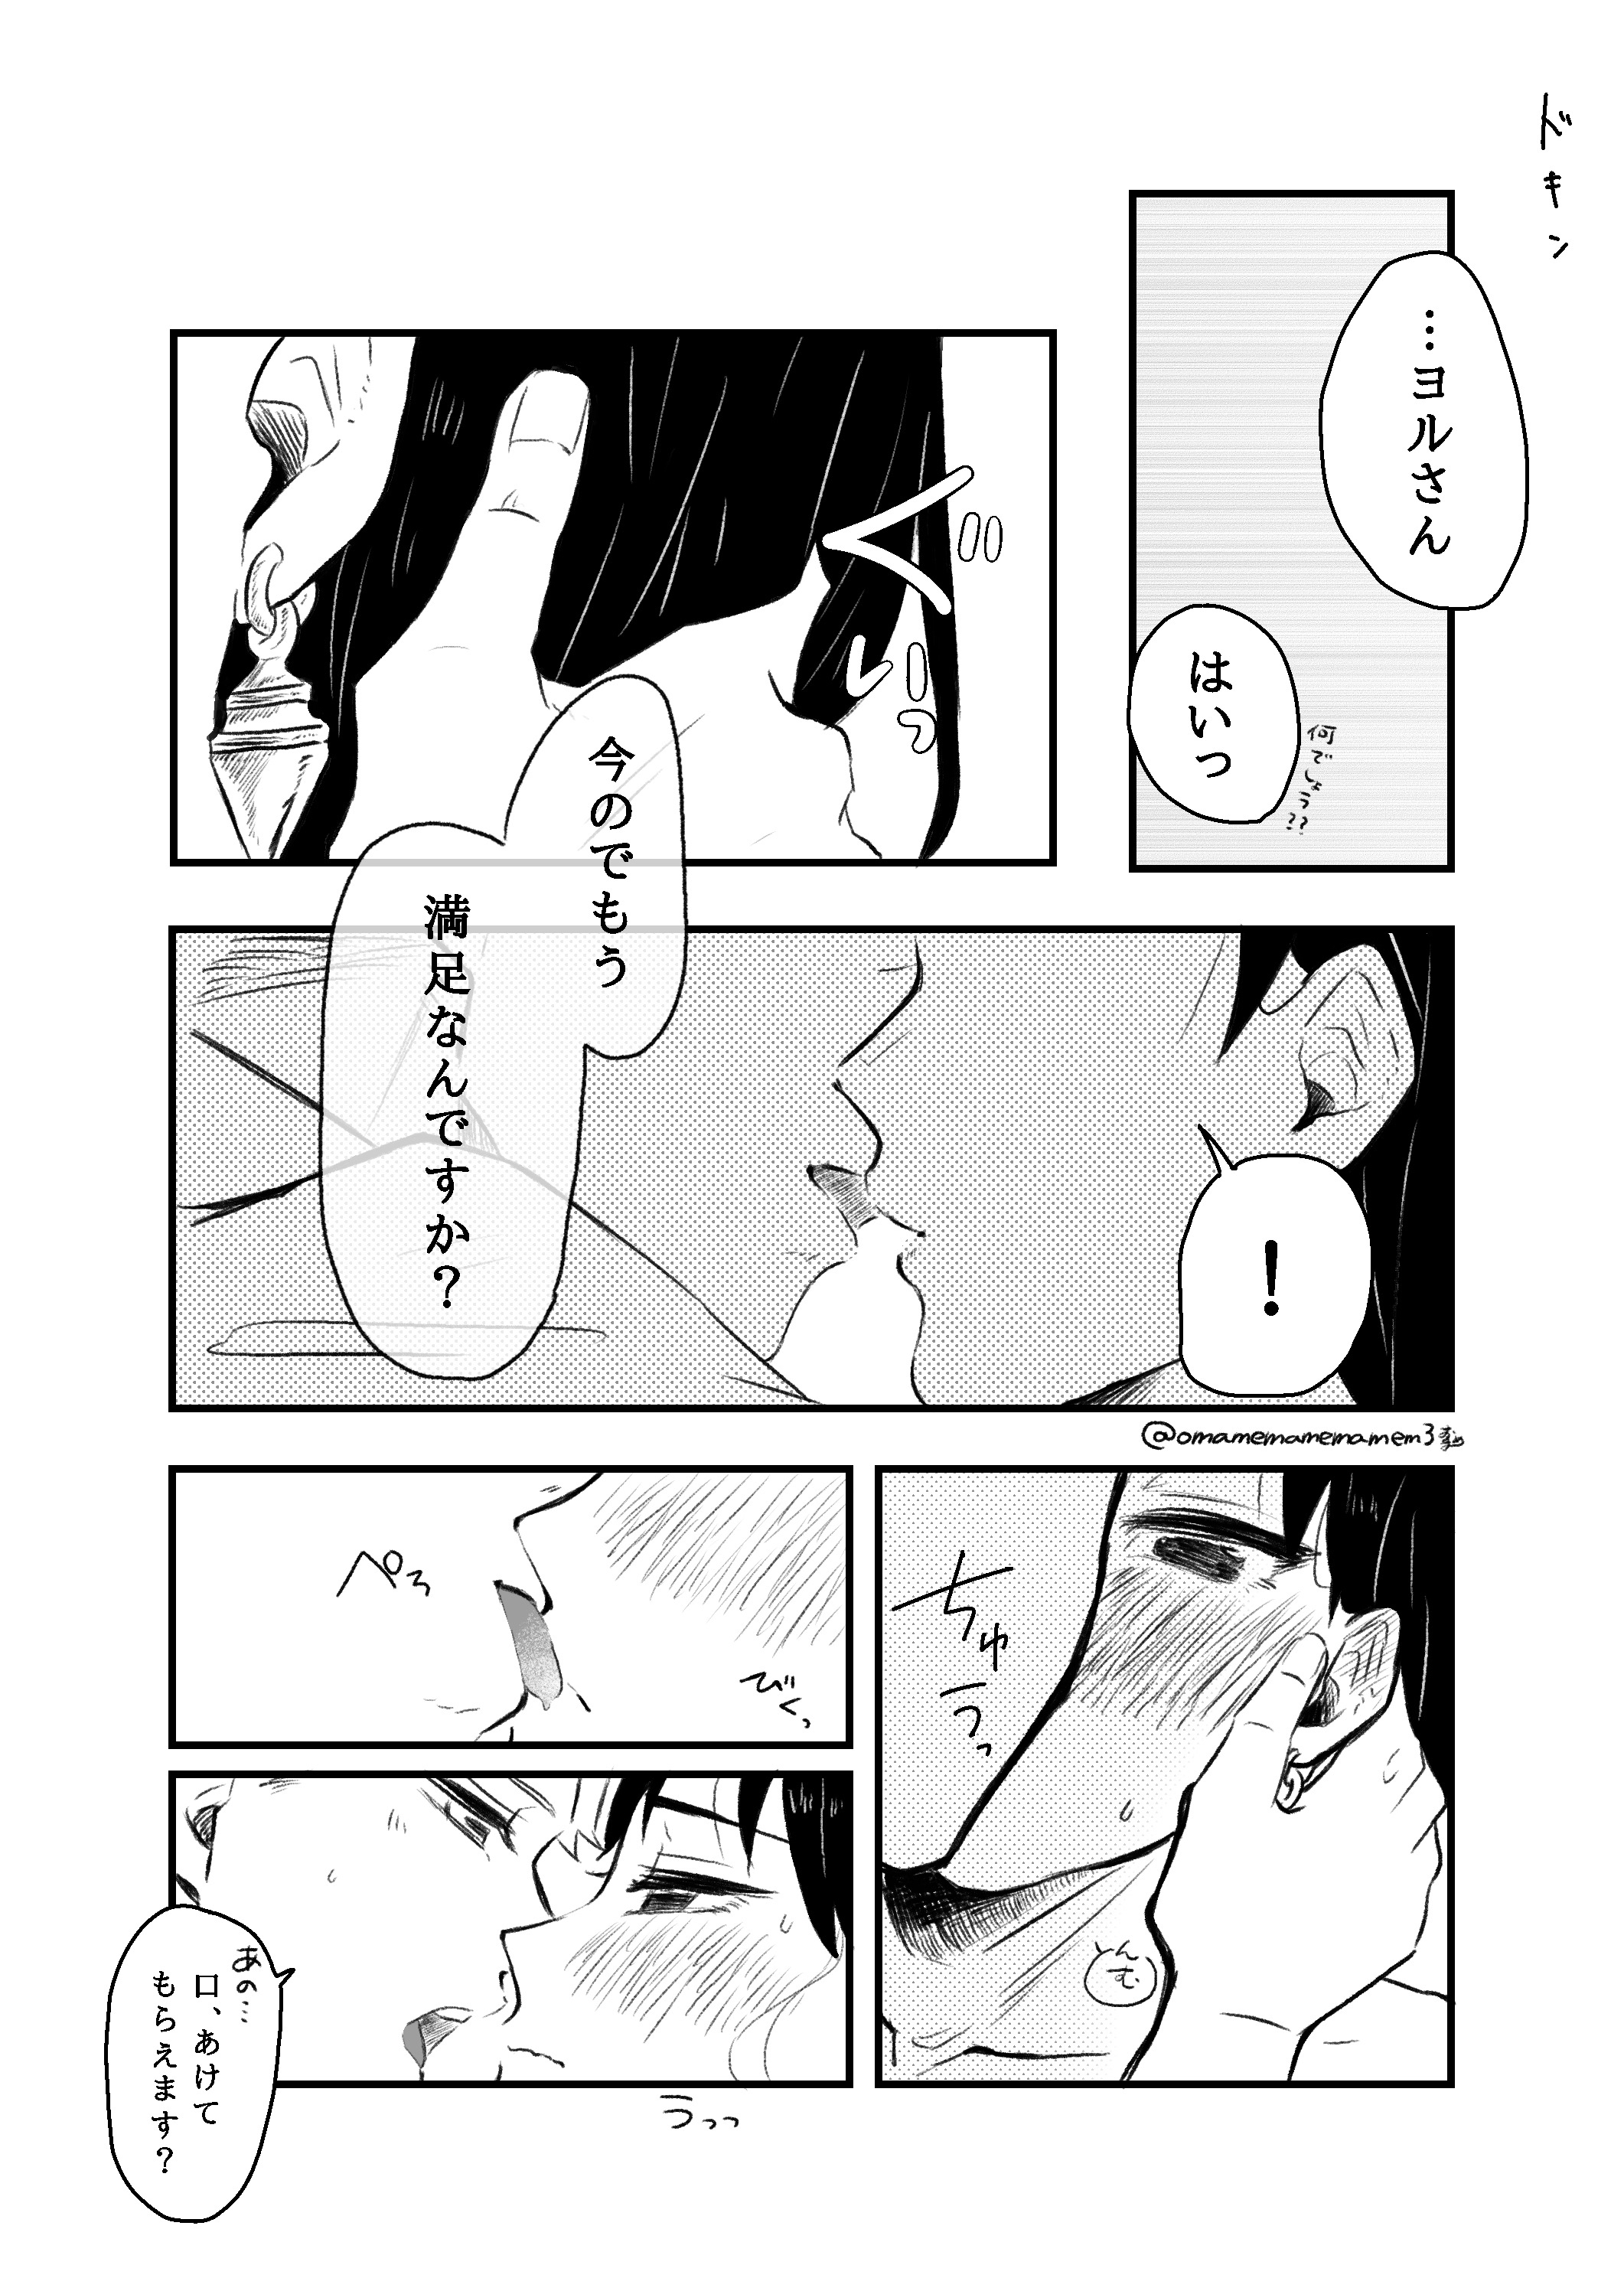 ドキン
…ヨルさん
はいっ
何でしょう??
ぐいっ
今のでもう
満足なんですか？
！
@omamemamemamem3
ちゅうっ
んむ
ぺろ
びくっ
あの…
口、あけて
もらえます？
うっっ